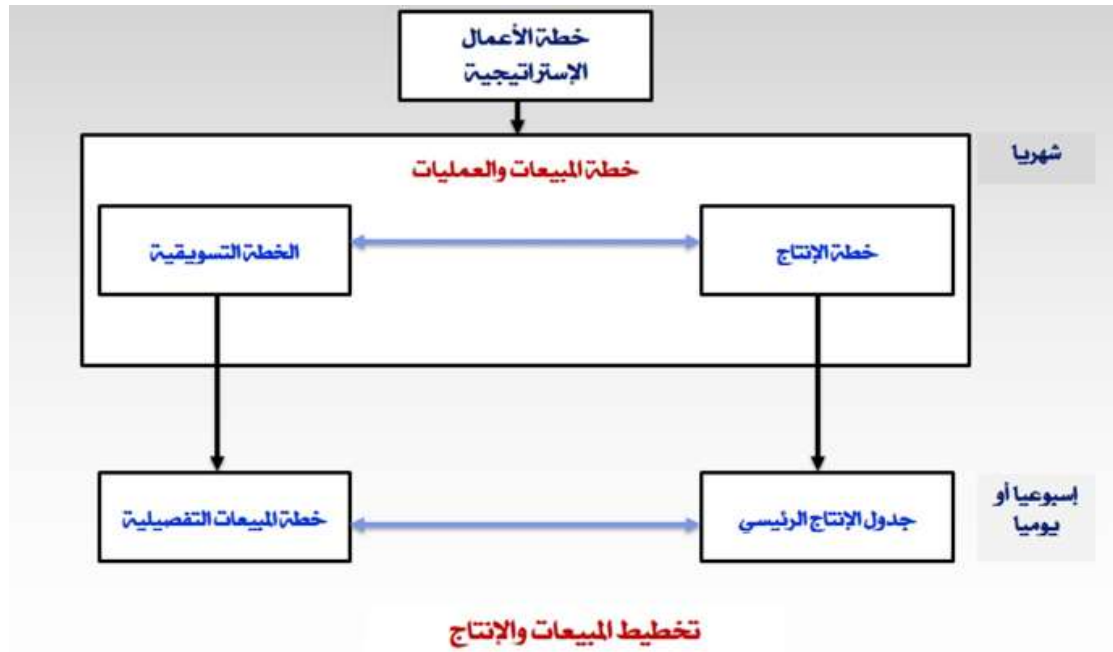 خطة الأعمال
الإستراتيجية
شهريا
خطة المبيعات والعمليات
خطة الإنتاج
الخطة التسويقية
إسبوعيا أو
يوميا
جدول الإنتاج الرئيسي
خطة المبيعات التفصيلية
تخطيط المبيعات والإنتاج